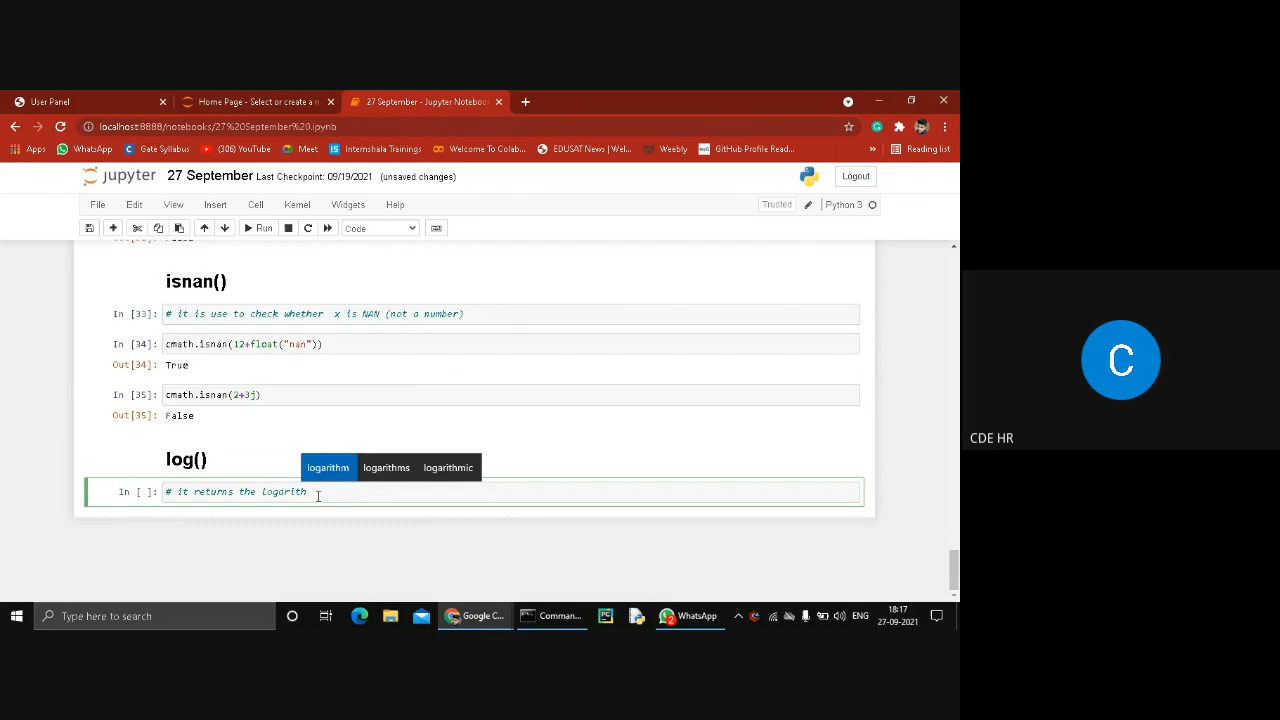 User Panel
Home Page - Select or create a n
27 September - Jupyter Noteboo
localhost:8888/notebooks/27%20September%20.ipynb
Apps WhatsApp Gate Syllabus (306) YouTube Meet Internshala Trainings Welcome To Colab... EDUSAT News | Wel... Weebly GitHub Profile Read... » Reading list
jupyter 27 September Last Checkpoint: 09/19/2021 (unsaved changes) Logout
File Edit View Insert Cell Kernel Widgets Help Trusted Python 3
Run Code
isnan()
In [33]: # it is use to check whether x is NAN (not a number)
In [34]: cmath.isnan(12+float("nan"))
Out[34]: True
In [35]: cmath.isnan(2+3j)
Out[35]: False
log()
logarithm logarithms logarithmic
In [ ]: # it returns the Logarith
C
CDE HR
Type here to search
Google C...
Comman...
2 WhatsApp
ENG
18:17
27-09-2021